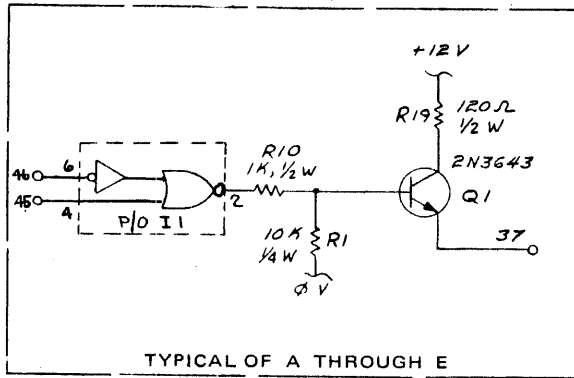 +12V
R19
120Ω
1/2 W
2N3643
Q1
46
6
R10
1K, 1/2 W
2
45
4
P/O I1
10K
1/4 W
R1
37
ØV
TYPICAL OF A THROUGH E